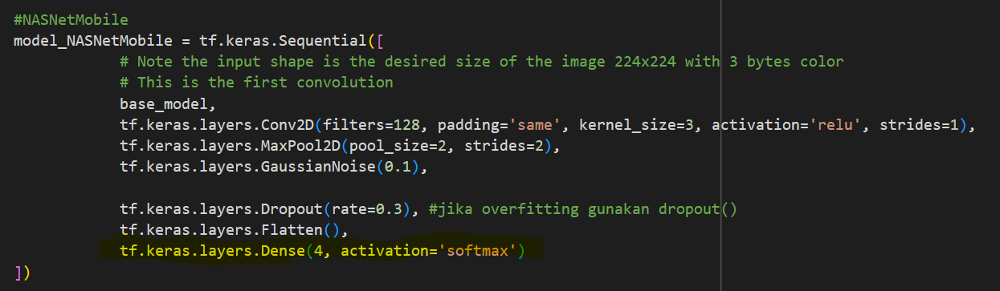 #NASNetMobile
model_NASNetMobile = tf.keras.Sequential([
# Note the input shape is the desired size of the image 224x224 with 3 bytes color
# This is the first convolution
base_model,
tf.keras.layers.Conv2D(filters=128, padding='same', kernel_size=3, activation='relu', strides=1),
tf.keras.layers.MaxPool2D(pool_size=2, strides=2),
tf.keras.layers.GaussianNoise(0.1),
tf.keras.layers.Dropout(rate=0.3), #jika overfitting gunakan dropout()
tf.keras.layers.Flatten(),
tf.keras.layers.Dense(4, activation='softmax')
])